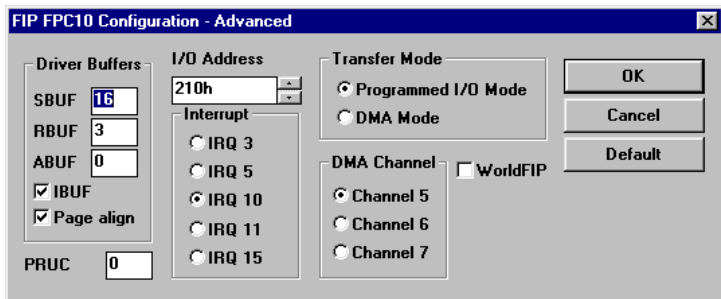 FIP FPC10 Configuration - Advanced
Driver Buffers
SBUF 16
RBUF 3
ABUF 0
IBUF
Page align
PRUC 0
I/O Address
210h
Interrupt
IRQ 3
IRQ 5
IRQ 10
IRQ 11
IRQ 15
Transfer Mode
Programmed I/O Mode
DMA Mode
DMA Channel
Channel 5
Channel 6
Channel 7
WorldFIP
OK
Cancel
Default